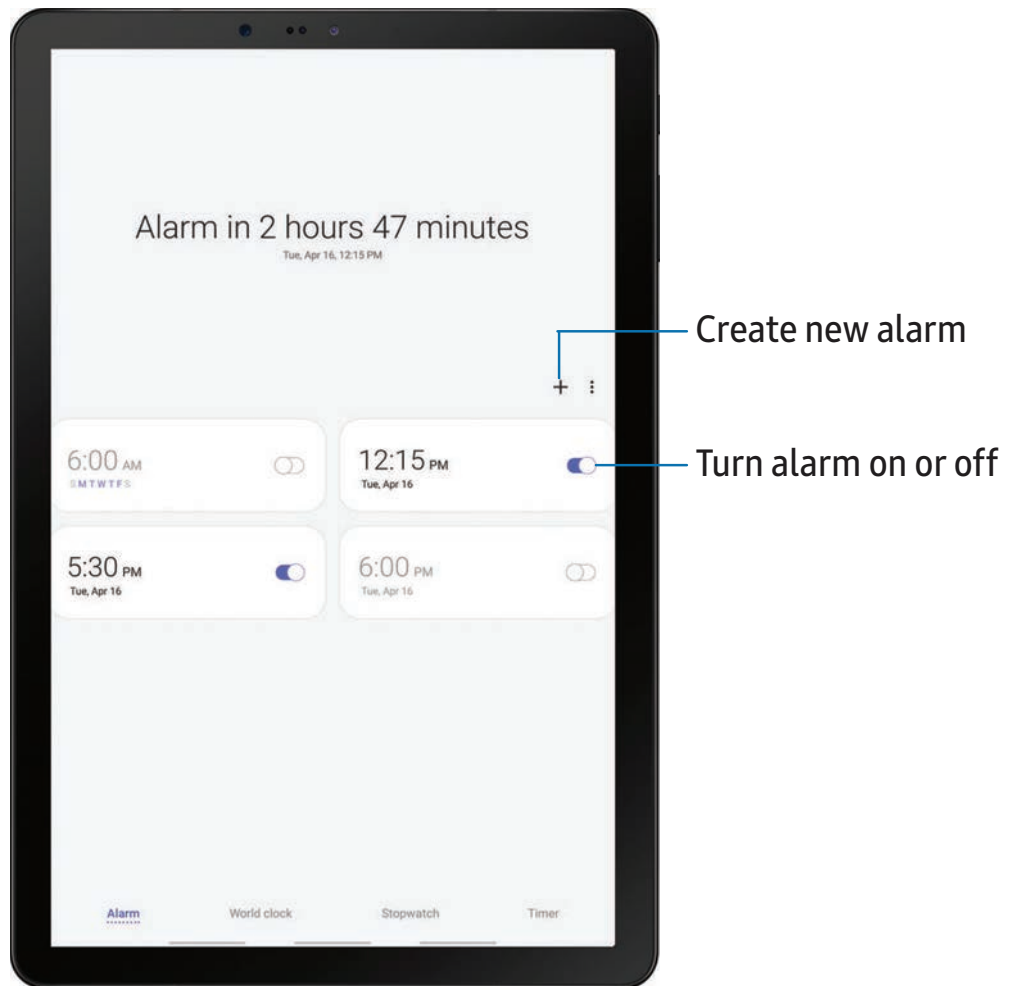 Alarm in 2 hours 47 minutes
Tue, Apr 16, 12:15 PM
Create new alarm
6:00 AM
SMTWTFS
12:15 PM
Tue, Apr 16
Turn alarm on or off
5:30 PM
Tue, Apr 16
6:00 PM
Tue, Apr 16
Alarm World clock Stopwatch Timer